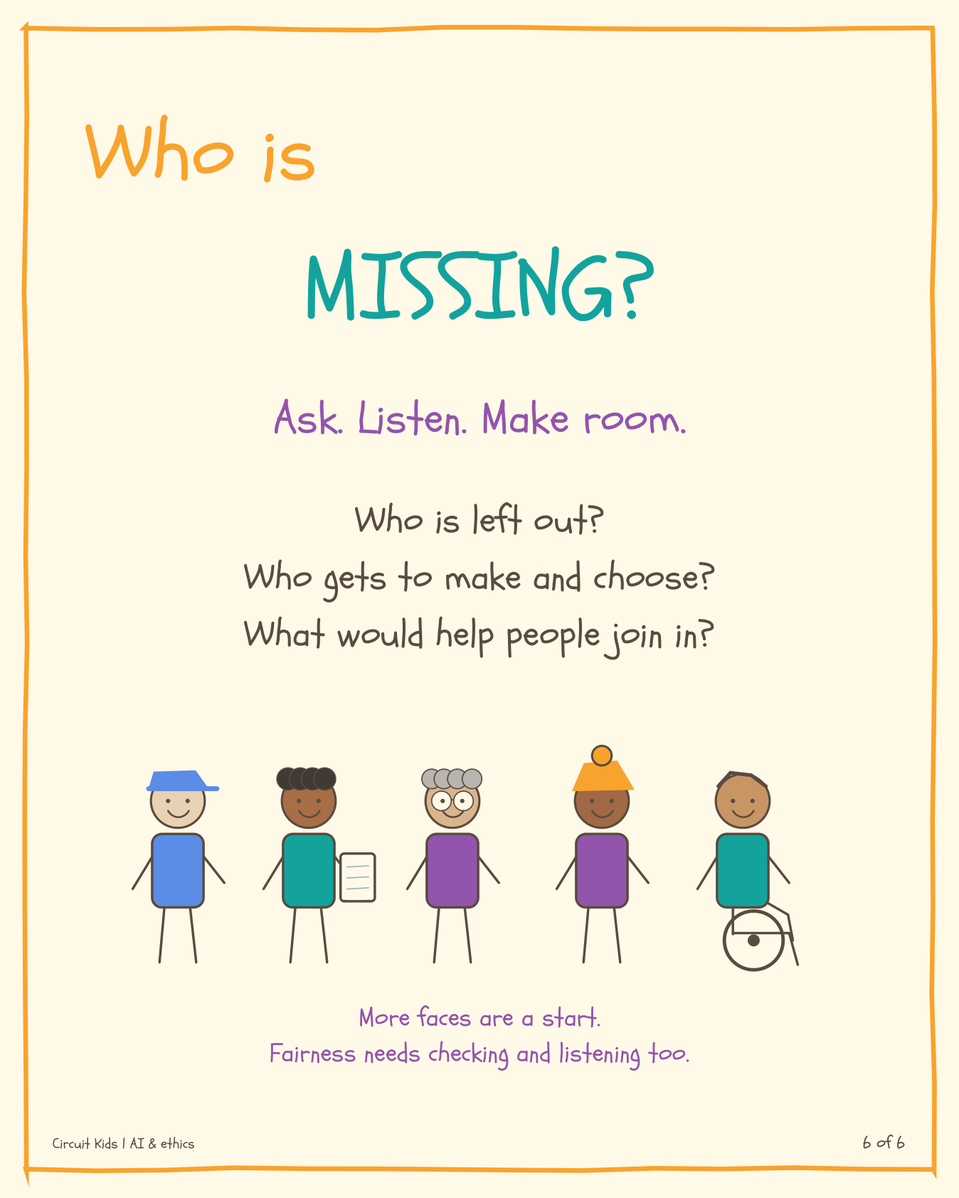 Who is
MISSING?
Ask. Listen. Make room.
Who is left out?
Who gets to make and choose?
What would help people join in?
More faces are a start.
Fairness needs checking and listening too.
Circuit Kids | AI & ethics
6 of 6